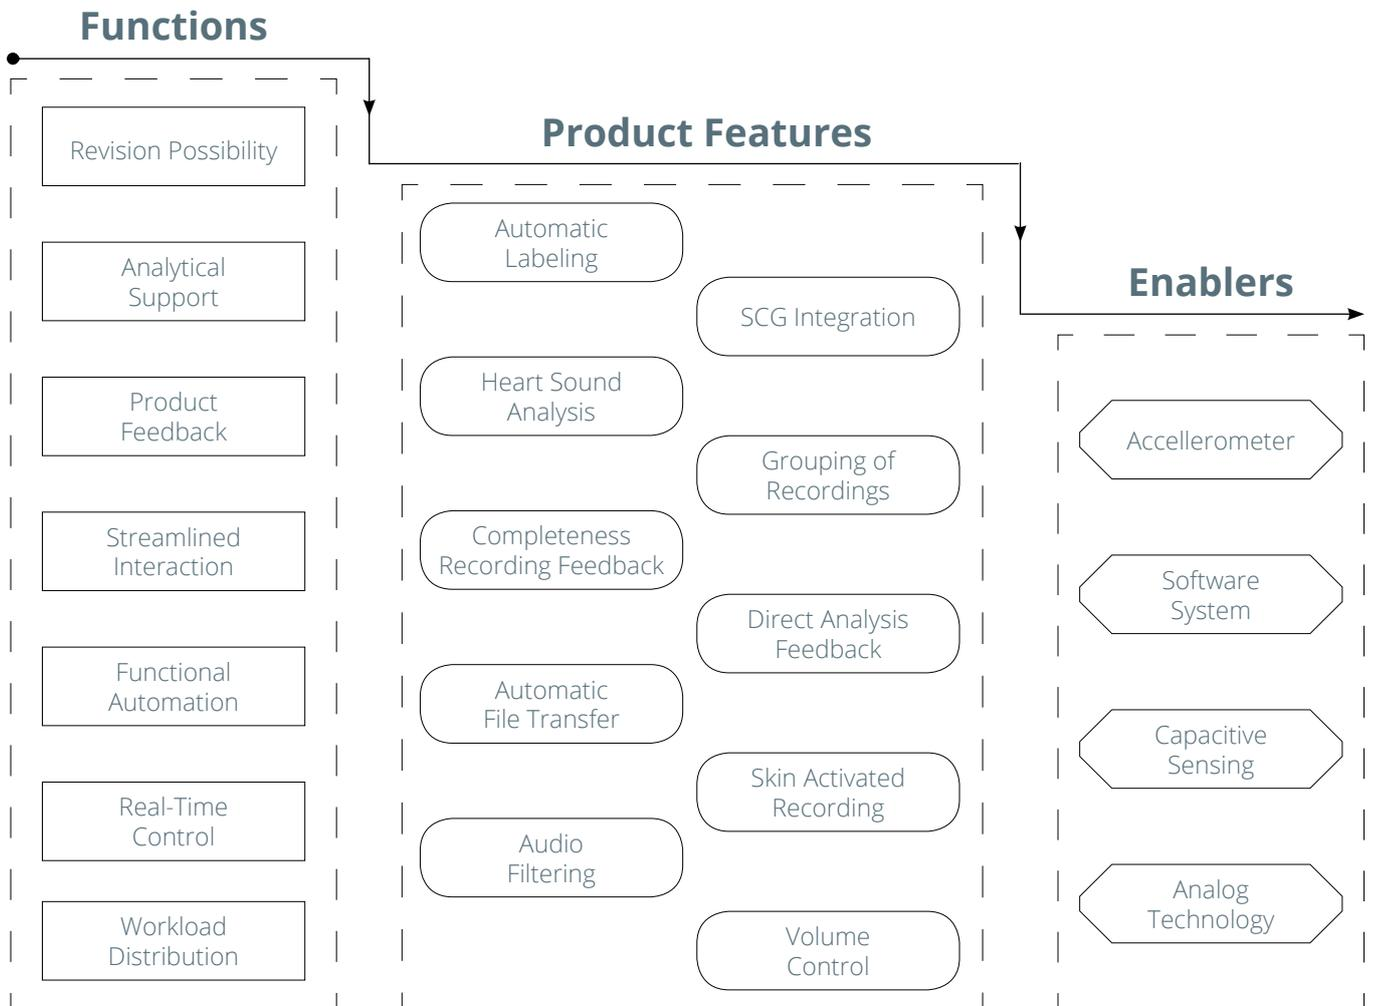 Functions
Revision Possibility
Analytical
Support
Product
Feedback
Streamlined
Interaction
Functional
Automation
Real-Time
Control
Workload
Distribution
Product Features
Automatic
Labeling
SCG Integration
Heart Sound
Analysis
Grouping of
Recordings
Completeness
Recording Feedback
Direct Analysis
Feedback
Automatic
File Transfer
Skin Activated
Recording
Audio
Filtering
Volume
Control
Enablers
Accellerometer
Software
System
Capacitive
Sensing
Analog
Technology